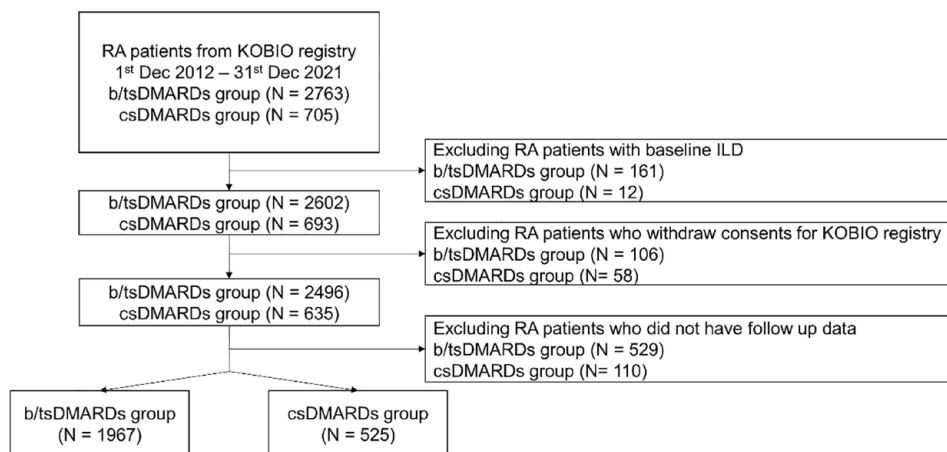 RA patients from KOBIO registry
1st Dec 2012 – 31st Dec 2021
b/tsDMARDs group (N = 2763)
csDMARDs group (N = 705)
Excluding RA patients with baseline ILD
b/tsDMARDs group (N = 161)
csDMARDs group (N = 12)
b/tsDMARDs group (N = 2602)
csDMARDs group (N = 693)
Excluding RA patients who withdraw consents for KOBIO registry
b/tsDMARDs group (N = 106)
csDMARDs group (N= 58)
b/tsDMARDs group (N = 2496)
csDMARDs group (N = 635)
Excluding RA patients who did not have follow up data
b/tsDMARDs group (N = 529)
csDMARDs group (N= 110)
b/tsDMARDs group
(N = 1967)
csDMARDs group
(N = 525)